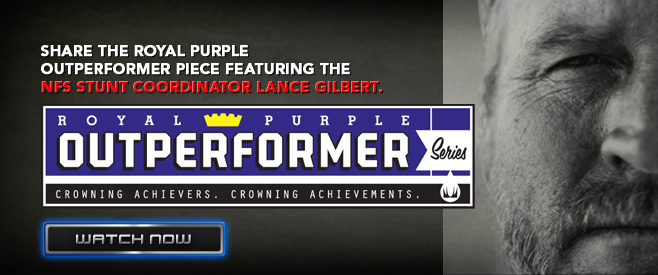 SHARE THE ROYAL PURPLE
OUTPERFORMER PIECE FEATURING THE
NFS STUNT COORDINATOR LANCE GILBERT.
ROYAL PURPLE
OUTPERFORMER Series
CROWNING ACHIEVERS. CROWNING ACHIEVEMENTS.
WATCH NOW